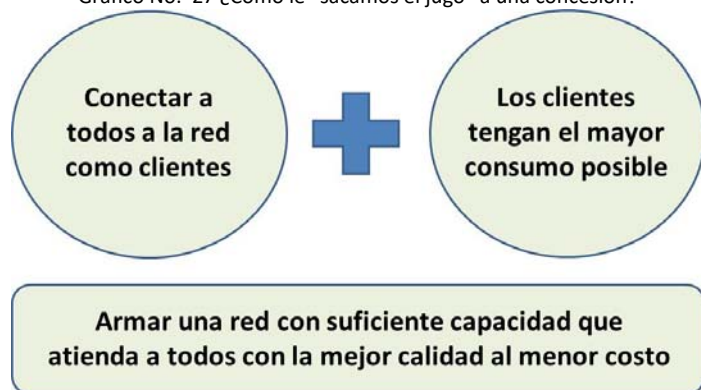 Gráfico No. 27 ¿Cómo le "sacamos el jugo" a una concesión?
Conectar a
todos a la red
como clientes
Los clientes
tengan el mayor
consumo posible
Armar una red con suficiente capacidad que
atienda a todos con la mejor calidad al menor costo